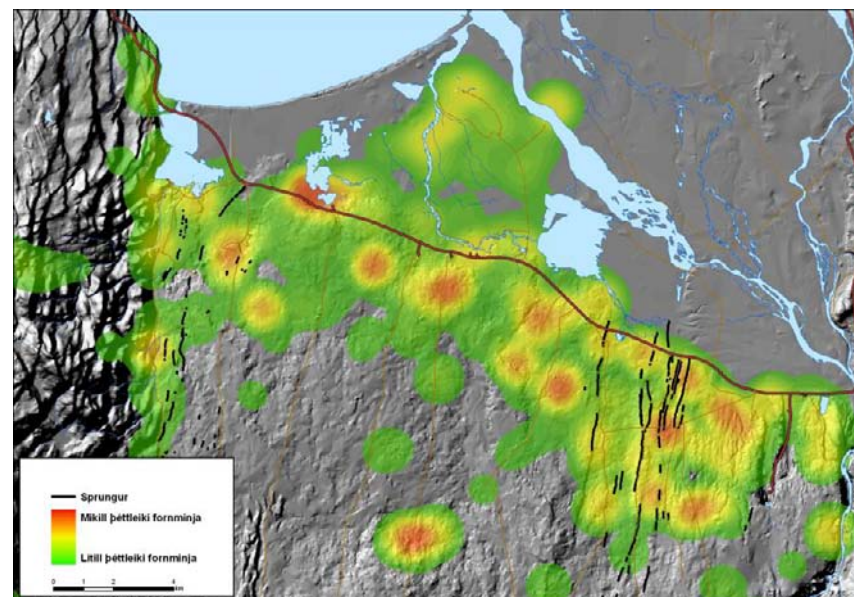 Sprungur
Mikill þéttleiki fornminja
Lítill þéttleiki fornminja
0 1 2 4
km